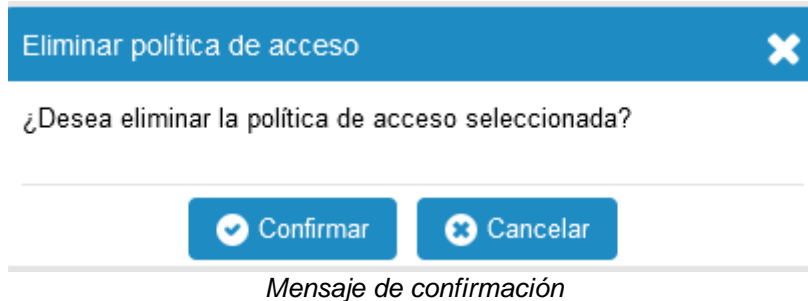 Eliminar política de acceso
¿Desea eliminar la política de acceso seleccionada?
Confirmar Cancelar
Mensaje de confirmación